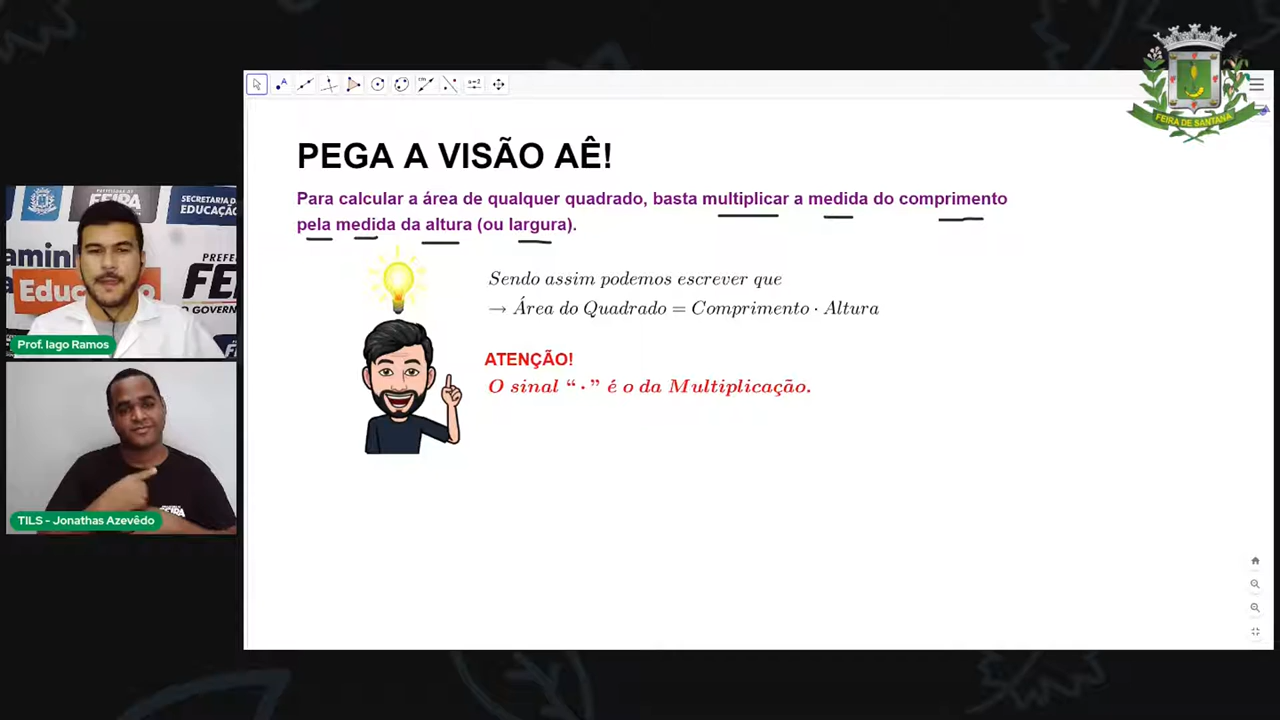 PEGA A VISÃO AÊ!
Para calcular a área de qualquer quadrado, basta multiplicar a medida do comprimento
pela medida da altura (ou largura).
Sendo assim podemos escrever que
→ Área do Quadrado = Comprimento · Altura
ATENÇÃO!
O sinal “ · ” é o da Multiplicação.
FEIRA DE SANTANA
SECRETARIA
EDUCAÇÃO
Prof. Iago Ramos
TILS - Jonathas Azevêdo